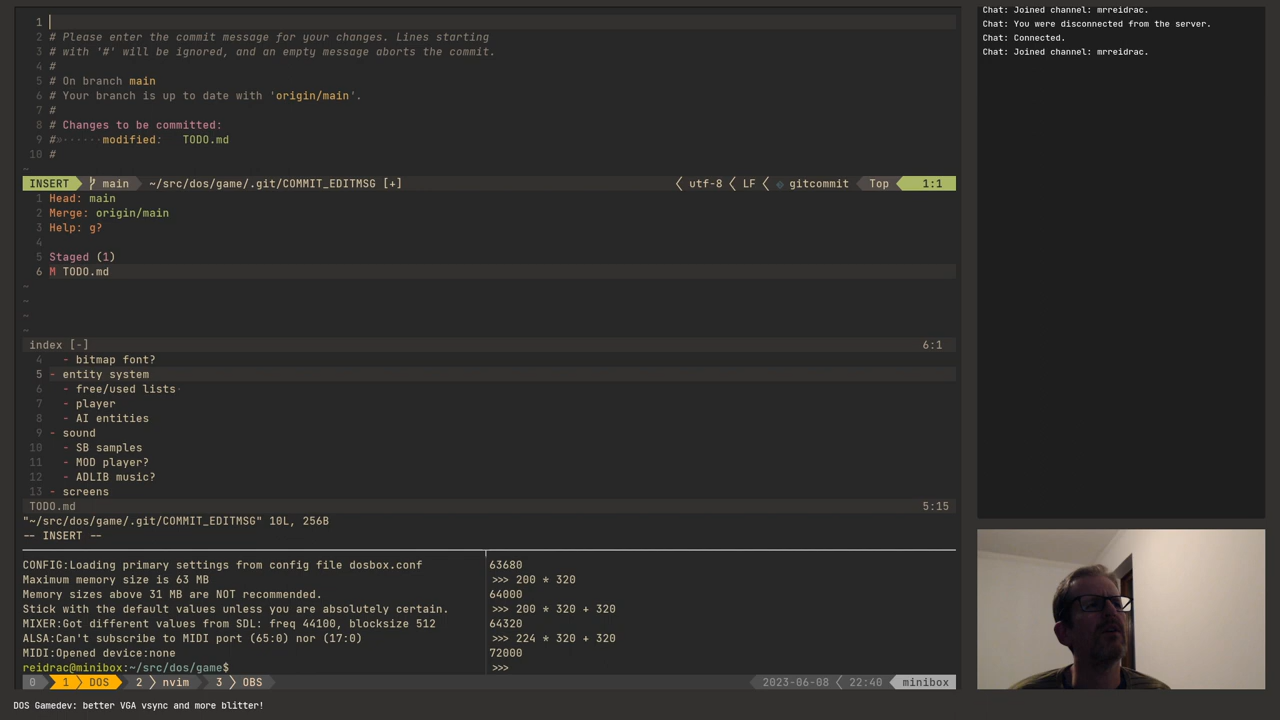 1
2 # Please enter the commit message for your changes. Lines starting
3 # with '#' will be ignored, and an empty message aborts the commit.
4 #
5 # On branch main
6 # Your branch is up to date with 'origin/main'.
7 #
8 # Changes to be committed:
9 #»······modified:   TODO.md
10 #
~
INSERT main ~/src/dos/game/.git/COMMIT_EDITMSG [+] utf-8 LF gitcommit Top 1:1
1 Head: main
2 Merge: origin/main
3 Help: g?
4
5 Staged (1)
6 M TODO.md
~
~
~
~
index [-] 6:1
4 - bitmap font?
5 - entity system
6 - free/used lists·
7 - player
8 - AI entities
9 - sound
10 - SB samples
11 - MOD player?
12 - ADLIB music?
13 - screens
TODO.md 5:15
"~/src/dos/game/.git/COMMIT_EDITMSG" 10L, 256B
-- INSERT --
CONFIG:Loading primary settings from config file dosbox.conf
Maximum memory size is 63 MB
Memory sizes above 31 MB are NOT recommended.
Stick with the default values unless you are absolutely certain.
MIXER:Got different values from SDL: freq 44100, blocksize 512
ALSA:Can't subscribe to MIDI port (65:0) nor (17:0)
MIDI:Opened device:none
reidrac@minibox:~/src/dos/game$
63680
>>> 200 * 320
64000
>>> 200 * 320 + 320
64320
>>> 224 * 320 + 320
72000
>>>
0 1 DOS 2 nvim 3 OBS 2023-06-08 22:40 minibox
Chat: Joined channel: mrreidrac.
Chat: You were disconnected from the server.
Chat: Connected.
Chat: Joined channel: mrreidrac.
DOS Gamedev: better VGA vsync and more blitter!